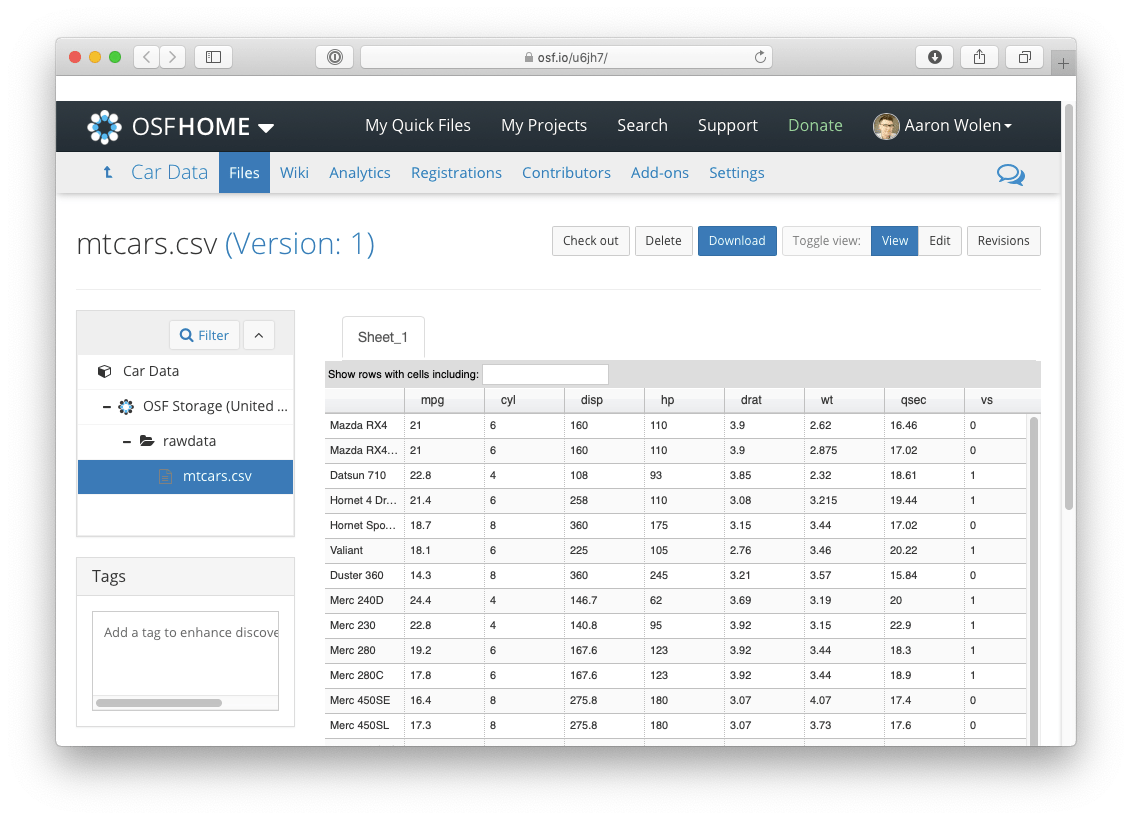 osf.io/u6jh7/
OSFHOME My Quick Files My Projects Search Support Donate Aaron Wolen
Car Data Files Wiki Analytics Registrations Contributors Add-ons Settings
mtcars.csv (Version: 1) Check out Delete Download Toggle view: View Edit Revisions
Filter
Car Data
OSF Storage (United ...
rawdata
mtcars.csv
Tags
Add a tag to enhance discove
Sheet_1
Show rows with cells including:
mpg cyl disp hp drat wt qsec vs
Mazda RX4 21 6 160 110 3.9 2.62 16.46 0
Mazda RX4... 21 6 160 110 3.9 2.875 17.02 0
Datsun 710 22.8 4 108 93 3.85 2.32 18.61 1
Hornet 4 Dr... 21.4 6 258 110 3.08 3.215 19.44 1
Hornet Spo... 18.7 8 360 175 3.15 3.44 17.02 0
Valiant 18.1 6 225 105 2.76 3.46 20.22 1
Duster 360 14.3 8 360 245 3.21 3.57 15.84 0
Merc 240D 24.4 4 146.7 62 3.69 3.19 20 1
Merc 230 22.8 4 140.8 95 3.92 3.15 22.9 1
Merc 280 19.2 6 167.6 123 3.92 3.44 18.3 1
Merc 280C 17.8 6 167.6 123 3.92 3.44 18.9 1
Merc 450SE 16.4 8 275.8 180 3.07 4.07 17.4 0
Merc 450SL 17.3 8 275.8 180 3.07 3.73 17.6 0